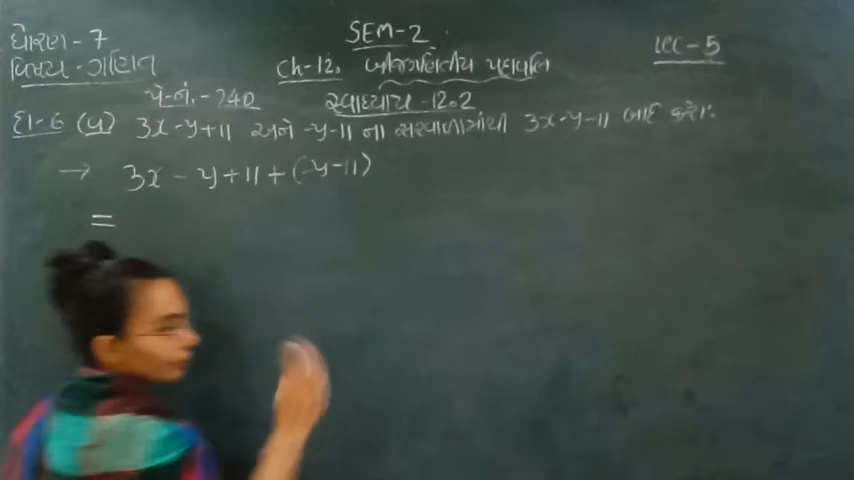 ધોરણ - 7
SEM-2
LEC-5
વિષય - ગણિત
Ch-12. બીજગણિતીય પદાવલિ
પે.નં. - 240
સ્વાધ્યાય - 12.2
દા-6 (અ) 3x-y+11 અને -y-11 ના સરવાળામાંથી 3x-y-11 બાદ કરો:
→ 3x - y + 11 + (-y-11)
=